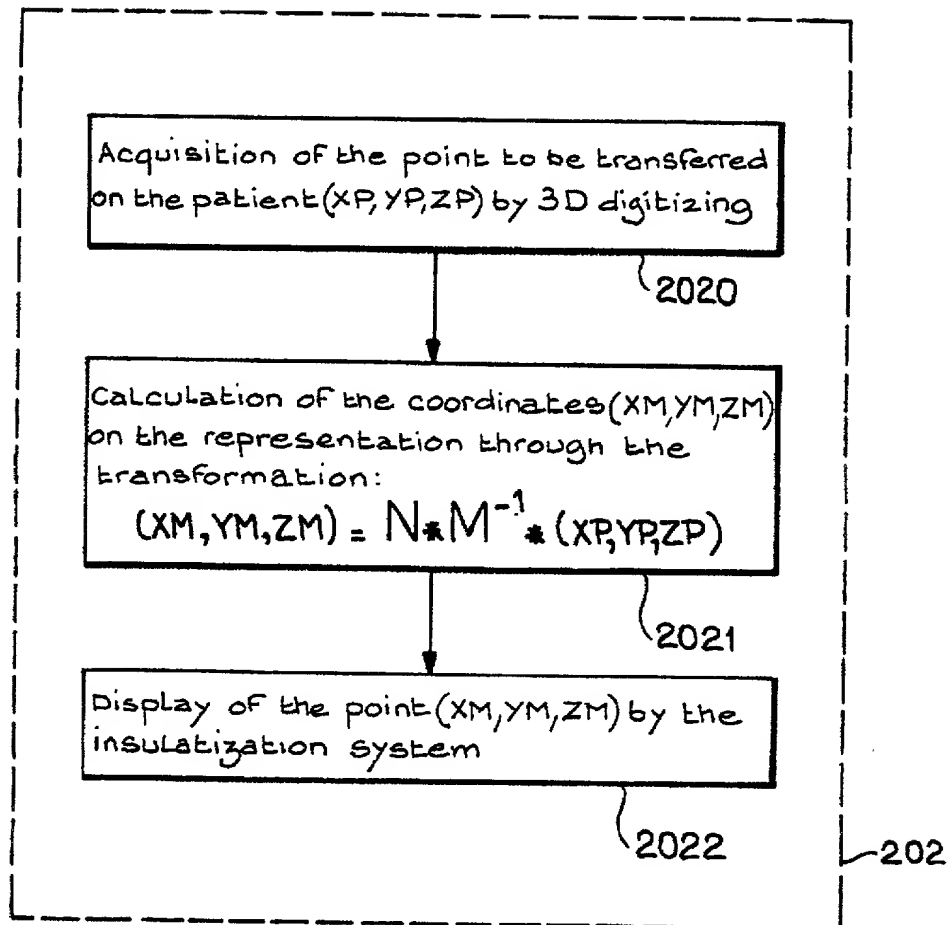 Acquisition of the point to be transferred
on the patient (XP, YP, ZP) by 3D digitizing
2020
Calculation of the coordinates (XM, YM, ZM)
on the representation through the
transformation:
(XM, YM, ZM) = N * M⁻¹ * (XP, YP, ZP)
2021
Display of the point (XM, YM, ZM) by the
insulatization system
2022
202